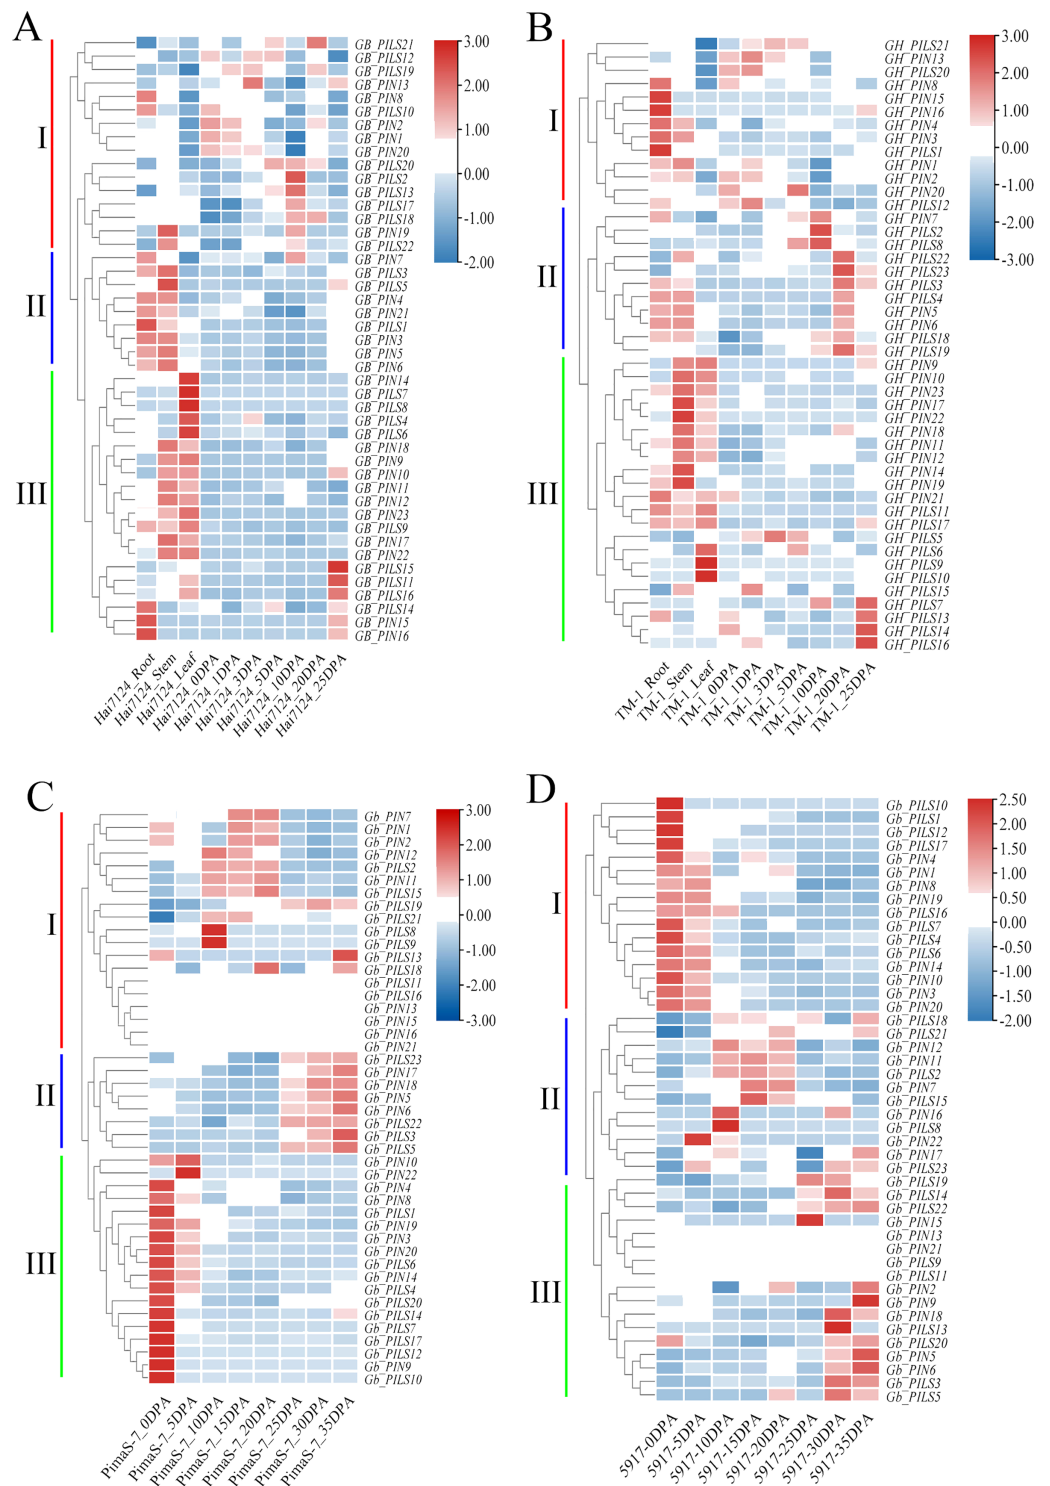 A
GB_PILS21
GB_PILS12
GB_PILS19
GB_PIN13
GB_PIN8
GB_PILS10
GB_PIN2
GB_PIN1
GB_PIN20
GB_PILS20
GB_PILS2
GB_PILS13
GB_PILS17
GB_PILS18
GB_PIN19
GB_PILS22
GB_PIN7
GB_PILS3
GB_PILS5
GB_PIN4
GB_PIN21
GB_PILS1
GB_PIN3
GB_PIN5
GB_PIN6
GB_PIN14
GB_PILS7
GB_PILS8
GB_PILS4
GB_PILS6
GB_PIN18
GB_PIN9
GB_PIN10
GB_PIN11
GB_PIN12
GB_PIN23
GB_PILS9
GB_PIN17
GB_PIN22
GB_PILS15
GB_PILS11
GB_PILS16
GB_PILS14
GB_PIN15
GB_PIN16
I
II
III
3.00
2.00
1.00
0.00
-1.00
-2.00
Hai7124_Root
Hai7124_Stem
Hai7124_Leaf
Hai7124_0DPA
Hai7124_1DPA
Hai7124_3DPA
Hai7124_5DPA
Hai7124_10DPA
Hai7124_20DPA
Hai7124_25DPA
B
GH_PILS21
GH_PIN13
GH_PILS20
GH_PIN8
GH_PIN15
GH_PIN16
GH_PIN4
GH_PIN3
GH_PILS1
GH_PIN1
GH_PIN2
GH_PIN20
GH_PILS12
GH_PIN7
GH_PILS2
GH_PILS8
GH_PILS22
GH_PILS23
GH_PILS3
GH_PILS4
GH_PIN5
GH_PIN6
GH_PILS18
GH_PILS19
GH_PIN9
GH_PIN10
GH_PIN23
GH_PIN17
GH_PIN22
GH_PIN18
GH_PIN11
GH_PIN12
GH_PIN14
GH_PIN19
GH_PIN21
GH_PILS11
GH_PILS17
GH_PILS5
GH_PILS6
GH_PILS9
GH_PILS10
GH_PILS15
GH_PILS7
GH_PILS13
GH_PILS14
GH_PILS16
I
II
III
3.00
2.00
1.00
0.00
-1.00
-2.00
-3.00
TM-1_Root
TM-1_Stem
TM-1_Leaf
TM-1_0DPA
TM-1_1DPA
TM-1_3DPA
TM-1_5DPA
TM-1_10DPA
TM-1_20DPA
TM-1_25DPA
C
Gb_PIN7
Gb_PIN1
Gb_PIN2
Gb_PIN12
Gb_PILS2
Gb_PIN11
Gb_PILS15
Gb_PILS19
Gb_PILS21
Gb_PILS8
Gb_PILS9
Gb_PILS13
Gb_PILS18
Gb_PILS11
Gb_PILS16
Gb_PIN13
Gb_PIN15
Gb_PIN16
Gb_PIN21
Gb_PILS23
Gb_PIN17
Gb_PIN18
Gb_PIN5
Gb_PIN6
Gb_PILS22
Gb_PILS3
Gb_PILS5
Gb_PIN10
Gb_PIN22
Gb_PIN4
Gb_PIN8
Gb_PILS1
Gb_PIN19
Gb_PIN3
Gb_PIN20
Gb_PILS6
Gb_PIN14
Gb_PILS4
Gb_PILS20
Gb_PILS14
Gb_PILS7
Gb_PILS17
Gb_PILS12
Gb_PIN9
Gb_PILS10
I
II
III
3.00
2.00
1.00
0.00
-1.00
-2.00
-3.00
PimaS-7_0DPA
PimaS-7_5DPA
PimaS-7_10DPA
PimaS-7_15DPA
PimaS-7_20DPA
PimaS-7_25DPA
PimaS-7_30DPA
PimaS-7_35DPA
D
Gb_PILS10
Gb_PILS1
Gb_PILS12
Gb_PILS17
Gb_PIN4
Gb_PIN1
Gb_PIN8
Gb_PIN19
Gb_PILS16
Gb_PILS7
Gb_PILS4
Gb_PILS6
Gb_PIN14
Gb_PIN10
Gb_PIN3
Gb_PIN20
Gb_PILS18
Gb_PILS21
Gb_PIN12
Gb_PIN11
Gb_PILS2
Gb_PIN7
Gb_PILS15
Gb_PIN16
Gb_PILS8
Gb_PIN22
Gb_PIN17
Gb_PILS23
Gb_PILS19
Gb_PILS14
Gb_PILS22
Gb_PIN15
Gb_PIN13
Gb_PIN21
Gb_PILS9
Gb_PILS11
Gb_PIN2
Gb_PIN9
Gb_PIN18
Gb_PILS13
Gb_PILS20
Gb_PIN5
Gb_PIN6
Gb_PILS3
Gb_PILS5
I
II
III
2.50
2.00
1.50
1.00
0.50
0.00
-0.50
-1.00
-1.50
-2.00
5917-0DPA
5917-5DPA
5917-10DPA
5917-15DPA
5917-20DPA
5917-25DPA
5917-30DPA
5917-35DPA